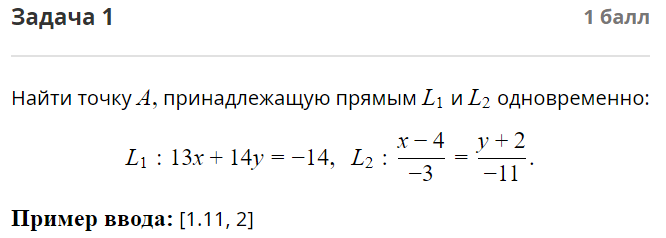 Задача 1 1 балл
Найти точку A, принадлежащую прямым L₁ и L₂ одновременно:
L₁ : 13x + 14y = −14, L₂ : (x − 4)/(−3) = (y + 2)/(−11).
Пример ввода: [1.11, 2]